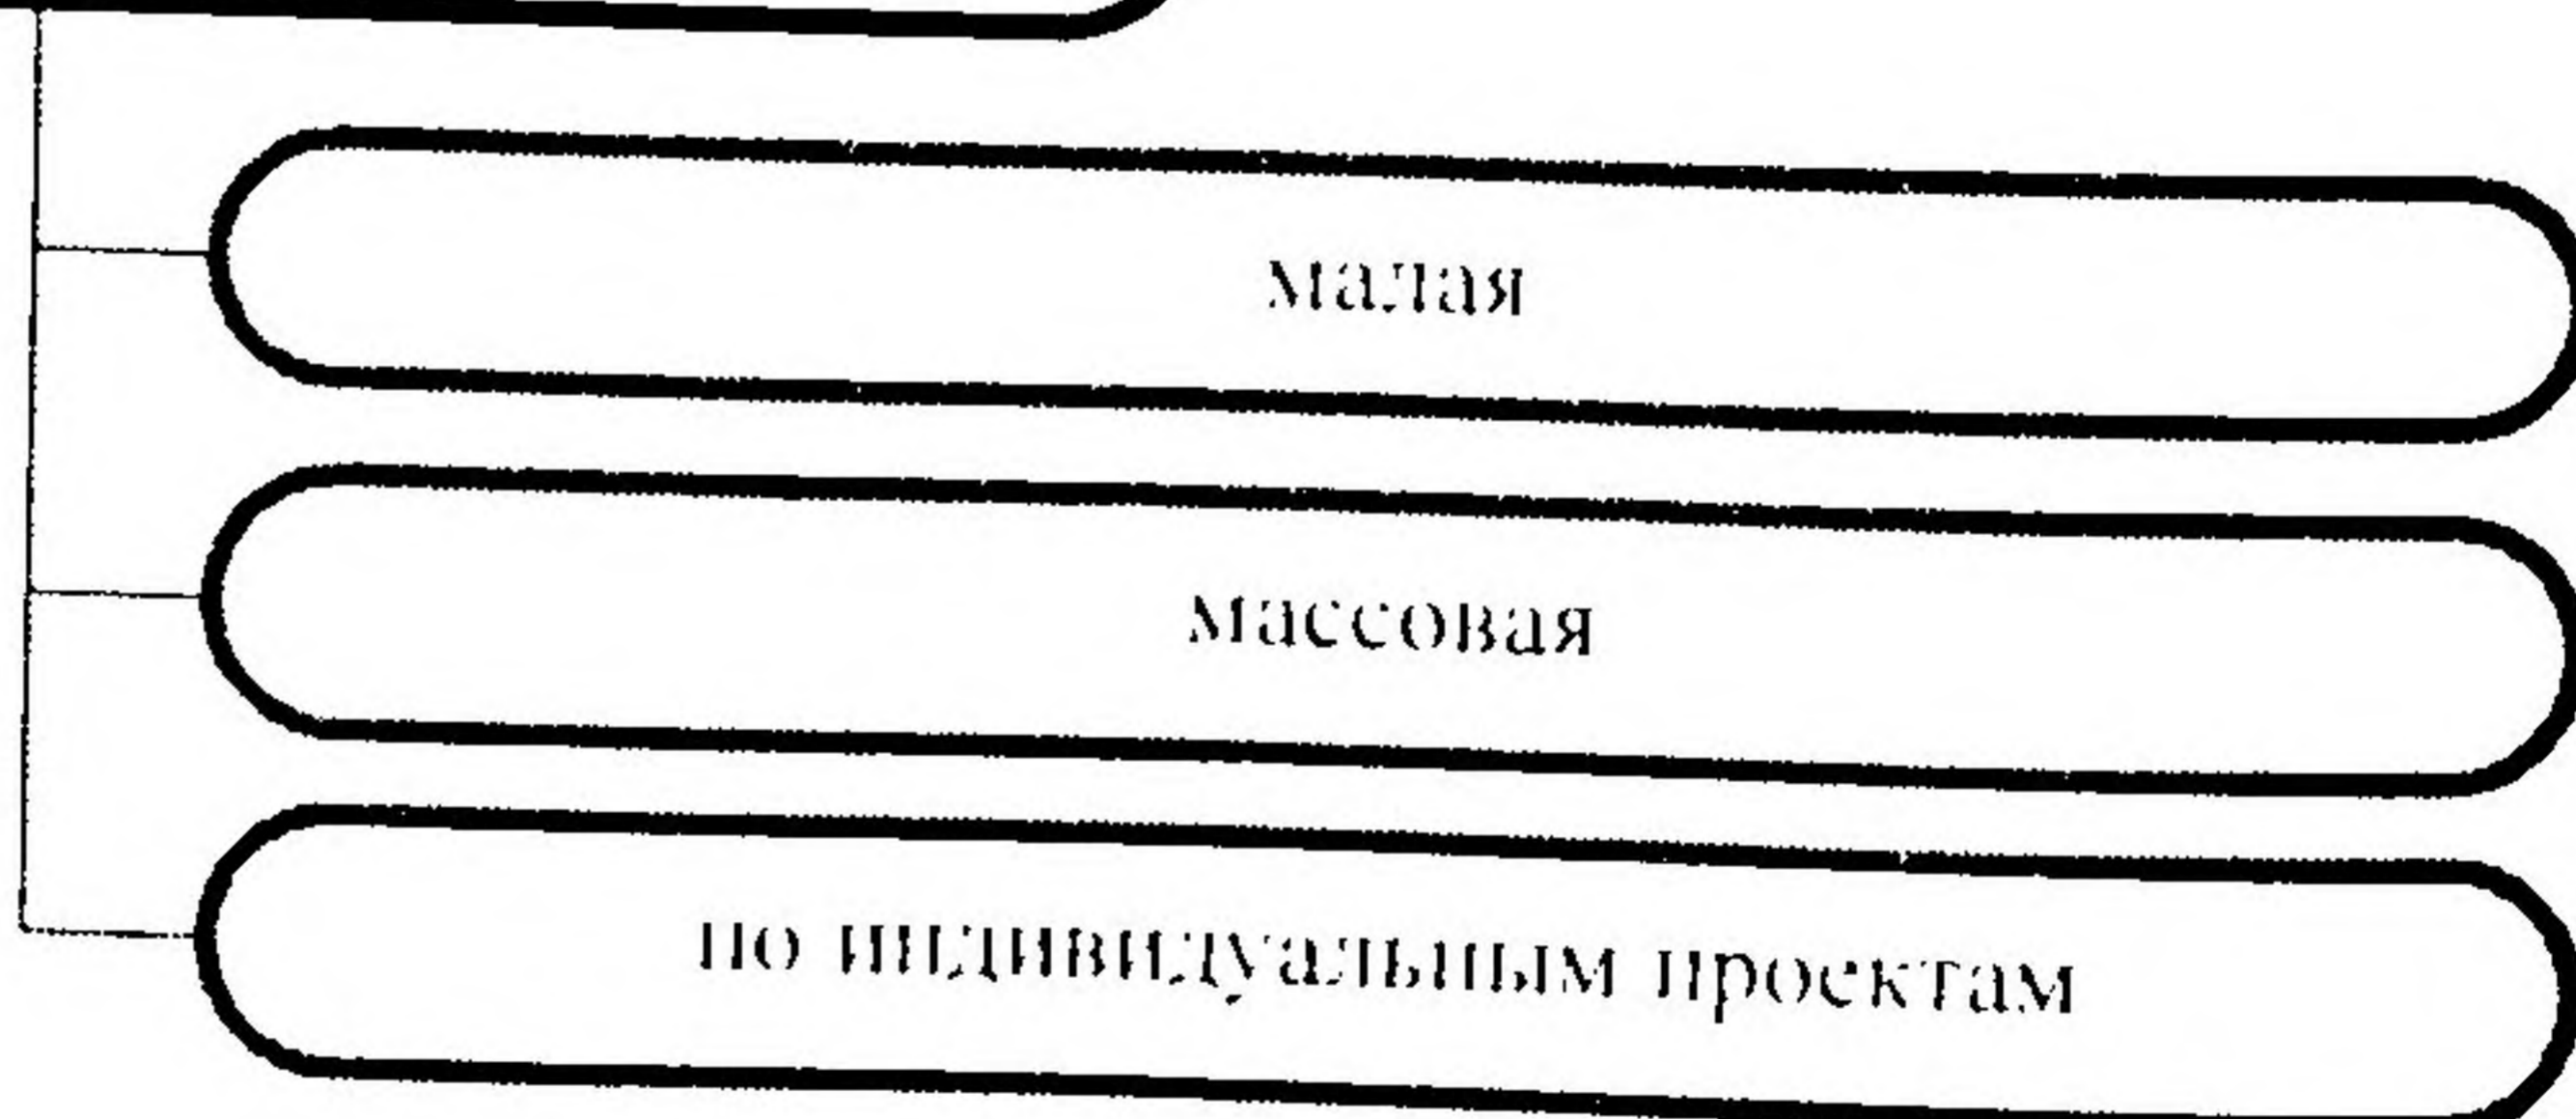 малая
массовая
по индивидуальным проектам